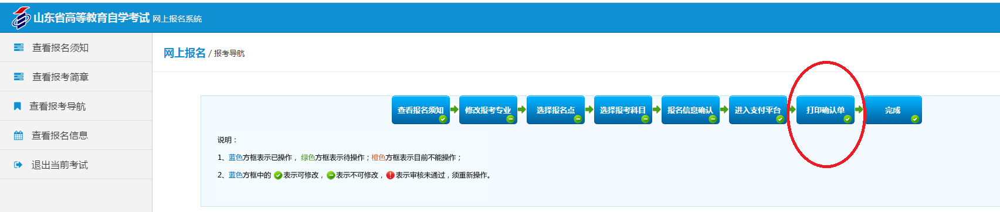 山东省高等教育自学考试 网上报名系统
查看报名须知
查看报考简章
查看报考导航
查看报名信息
退出当前考试
网上报名 / 报考导航
查看报名须知 修改报考专业 选择报名点 选择报考科目 报名信息确认 进入支付平台 打印确认单 完成
说明：
1、蓝色方框表示已操作， 绿色方框表示待操作；橙色方框表示目前不能操作；
2、蓝色方框中的 表示可修改， 表示不可修改， 表示审核未通过，须重新操作。